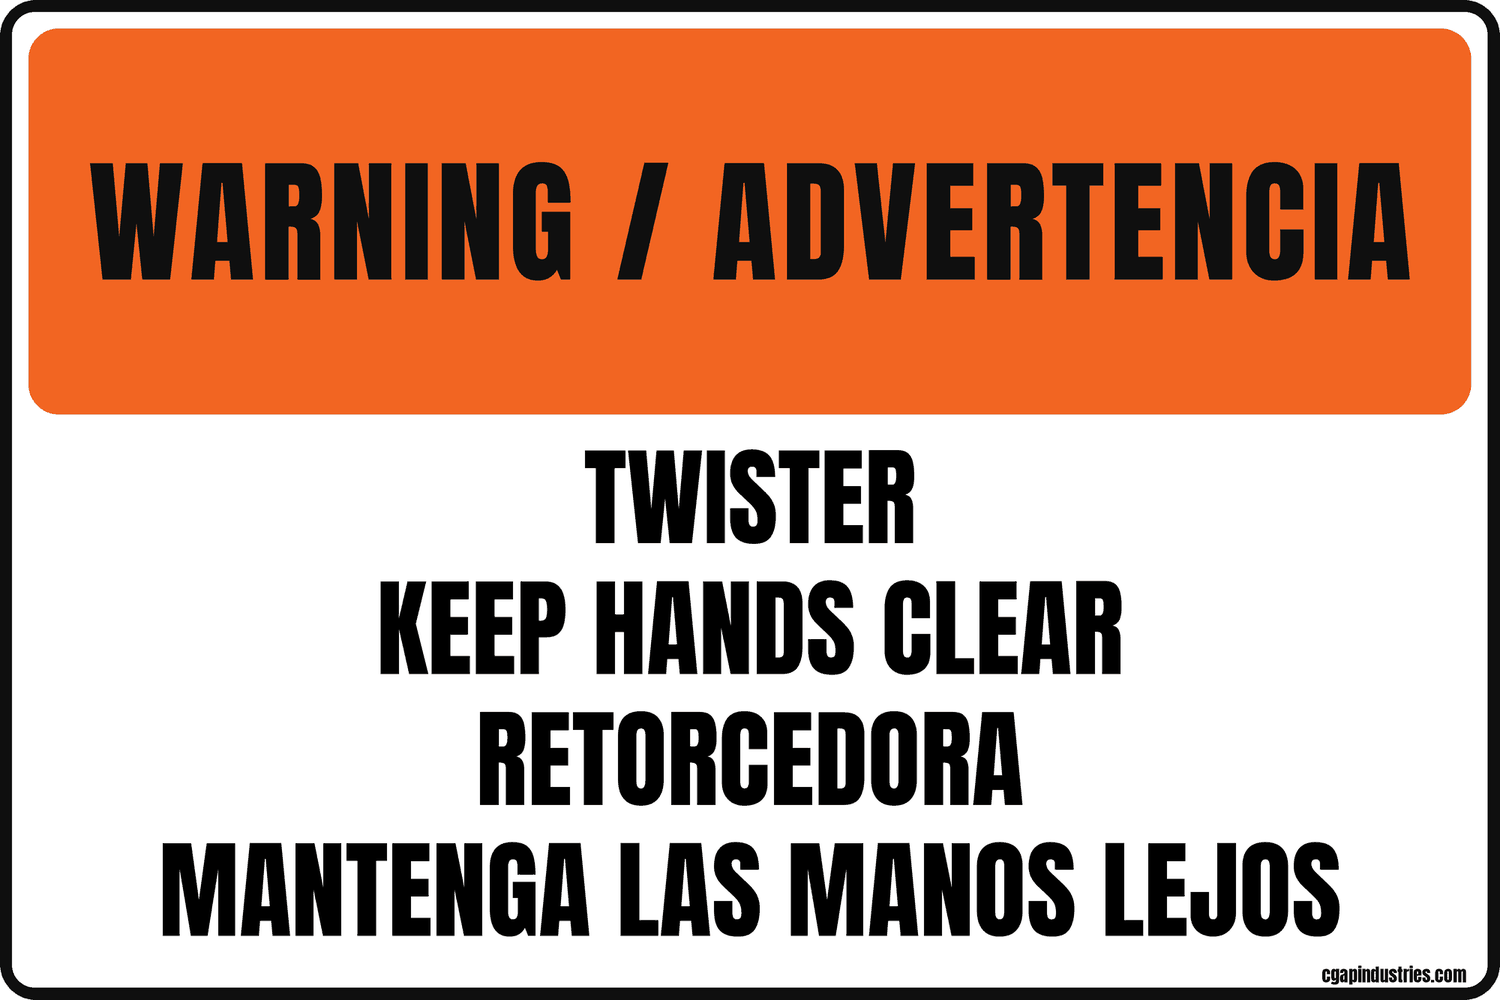 WARNING / ADVERTENCIA
TWISTER
KEEP HANDS CLEAR
RETORCEDORA
MANTENGA LAS MANOS LEJOS
cgapindustries.com